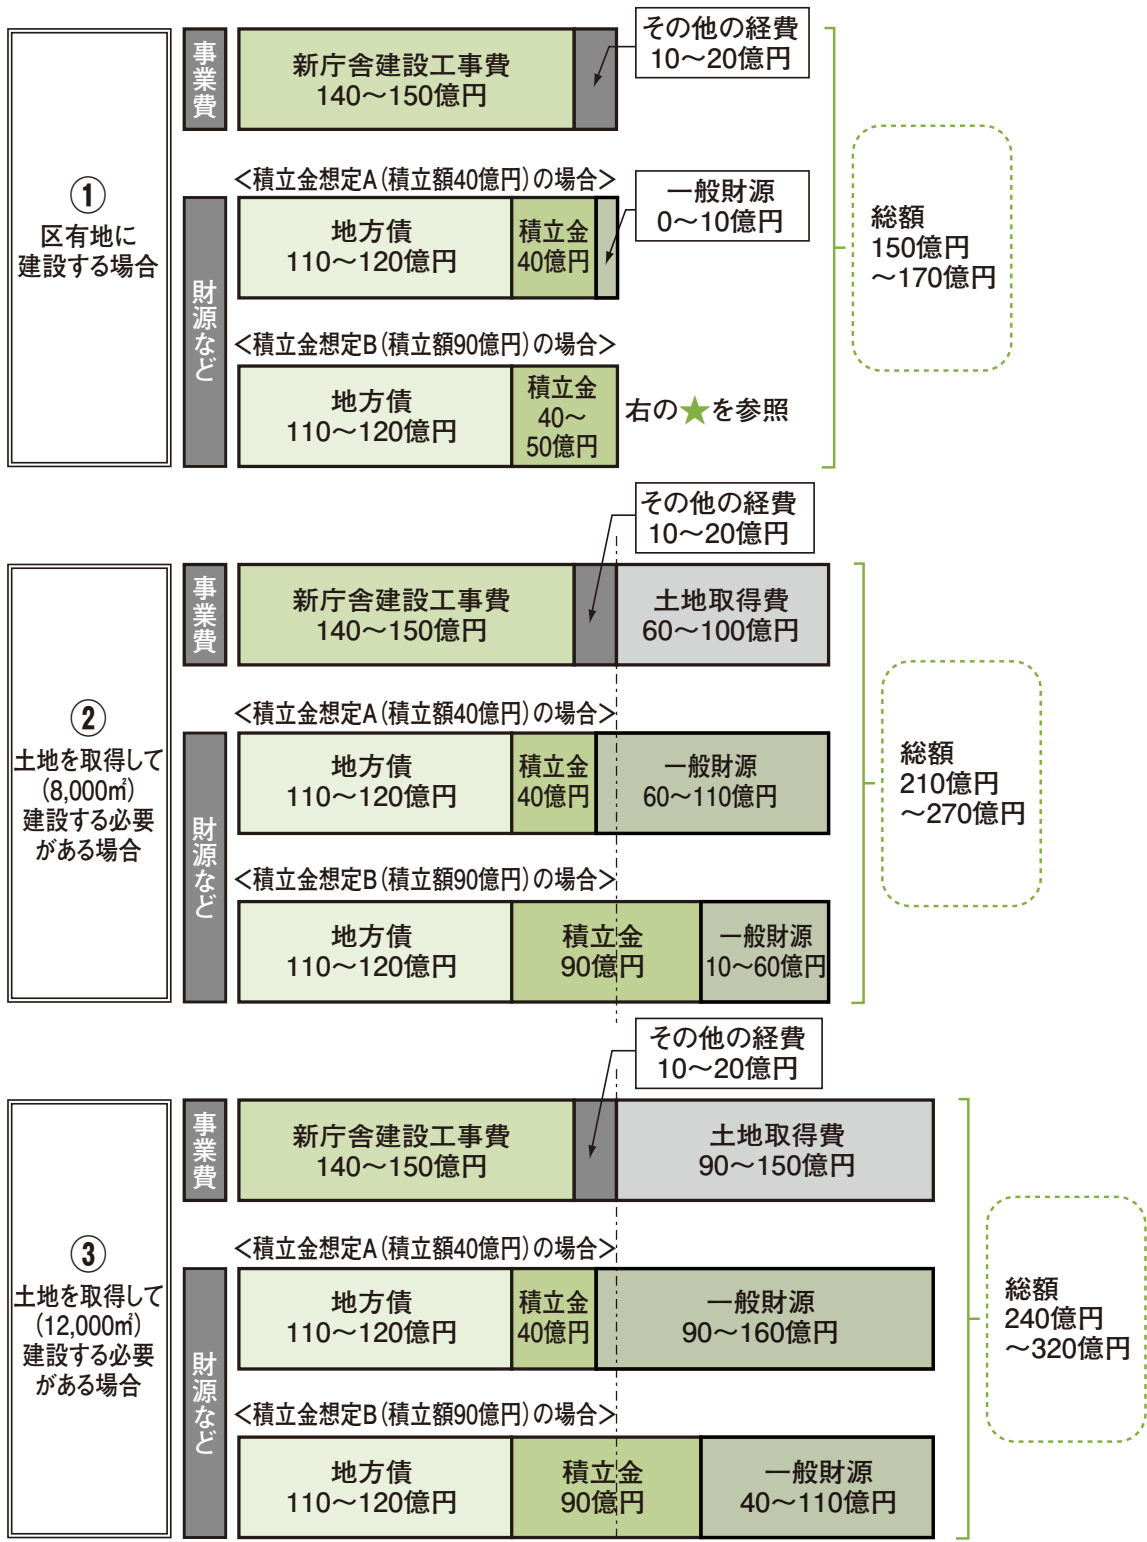 ①
区有地に
建設する場合
事業費
新庁舎建設工事費
140～150億円
その他の経費
10～20億円
財源など
＜積立金想定A（積立額40億円）の場合＞
地方債
110～120億円
積立金
40億円
一般財源
0～10億円
＜積立金想定B（積立額90億円）の場合＞
地方債
110～120億円
積立金
40～
50億円
右の★を参照
総額
150億円
～170億円
②
土地を取得して
（8,000㎡）
建設する必要
がある場合
事業費
新庁舎建設工事費
140～150億円
その他の経費
10～20億円
土地取得費
60～100億円
財源など
＜積立金想定A（積立額40億円）の場合＞
地方債
110～120億円
積立金
40億円
一般財源
60～110億円
＜積立金想定B（積立額90億円）の場合＞
地方債
110～120億円
積立金
90億円
一般財源
10～60億円
総額
210億円
～270億円
③
土地を取得して
（12,000㎡）
建設する必要
がある場合
事業費
新庁舎建設工事費
140～150億円
その他の経費
10～20億円
土地取得費
90～150億円
財源など
＜積立金想定A（積立額40億円）の場合＞
地方債
110～120億円
積立金
40億円
一般財源
90～160億円
＜積立金想定B（積立額90億円）の場合＞
地方債
110～120億円
積立金
90億円
一般財源
40～110億円
総額
240億円
～320億円